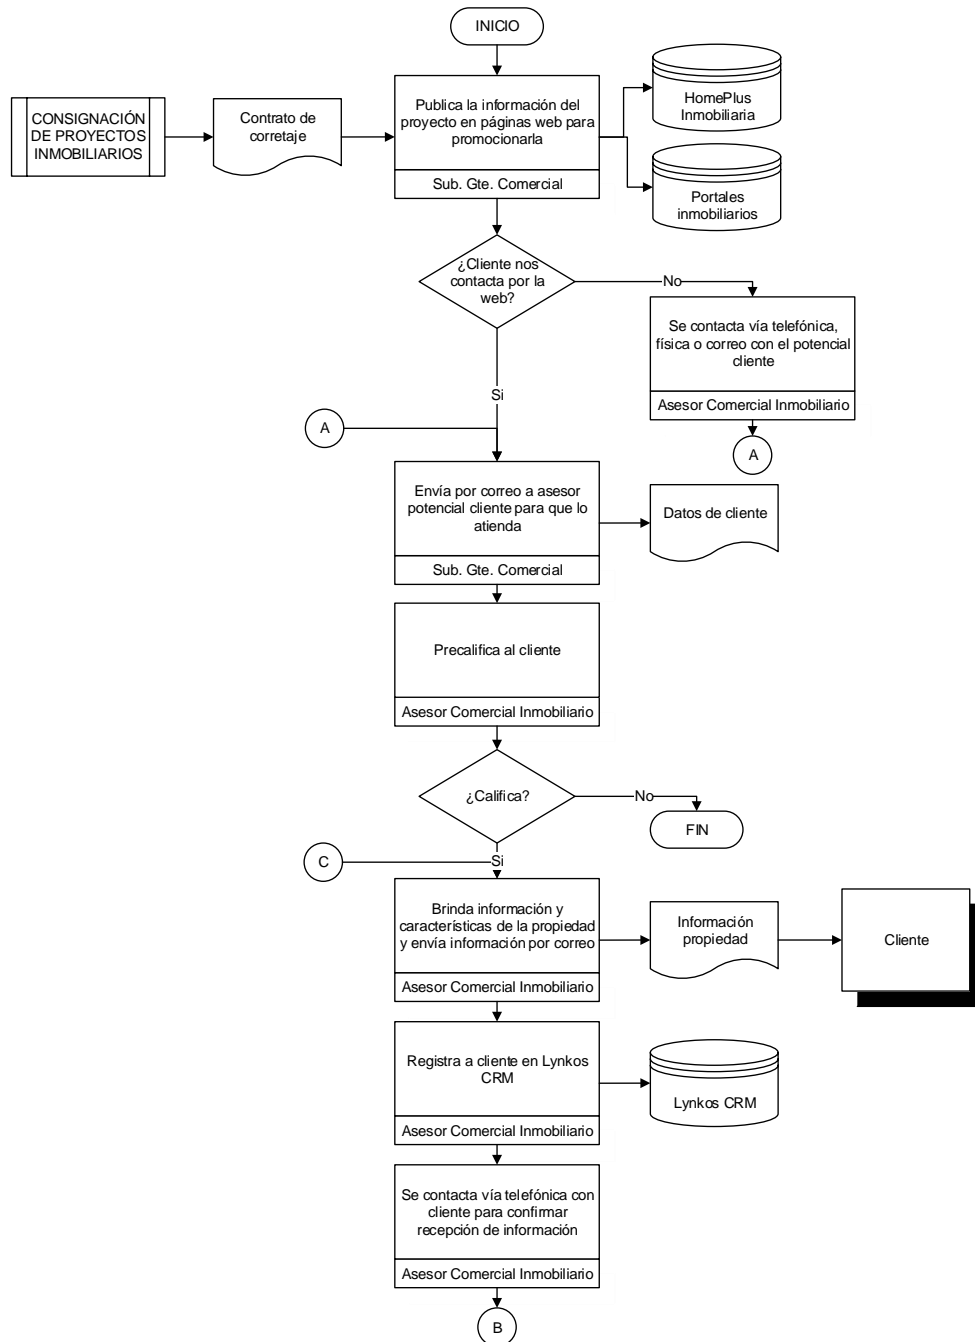 INICIO
CONSIGNACIÓN
DE PROYECTOS
INMOBILIARIOS
Contrato de
corretaje
Publica la información del
proyecto en páginas web para
promocionarla
Sub. Gte. Comercial
HomePlus
Inmobiliaria
Portales
inmobiliarios
¿Cliente nos
contacta por la
web?
No
Se contacta vía telefónica,
física o correo con el potencial
cliente
Asesor Comercial Inmobiliario
A
Si
A
Envía por correo a asesor
potencial cliente para que lo
atienda
Sub. Gte. Comercial
Datos de cliente
Precalifica al cliente
Asesor Comercial Inmobiliario
¿Califica?
No
FIN
Si
C
Brinda información y
características de la propiedad
y envía información por correo
Asesor Comercial Inmobiliario
Información
propiedad
Cliente
Registra a cliente en Lynkos
CRM
Asesor Comercial Inmobiliario
Lynkos CRM
Se contacta vía telefónica con
cliente para confirmar
recepción de información
Asesor Comercial Inmobiliario
B